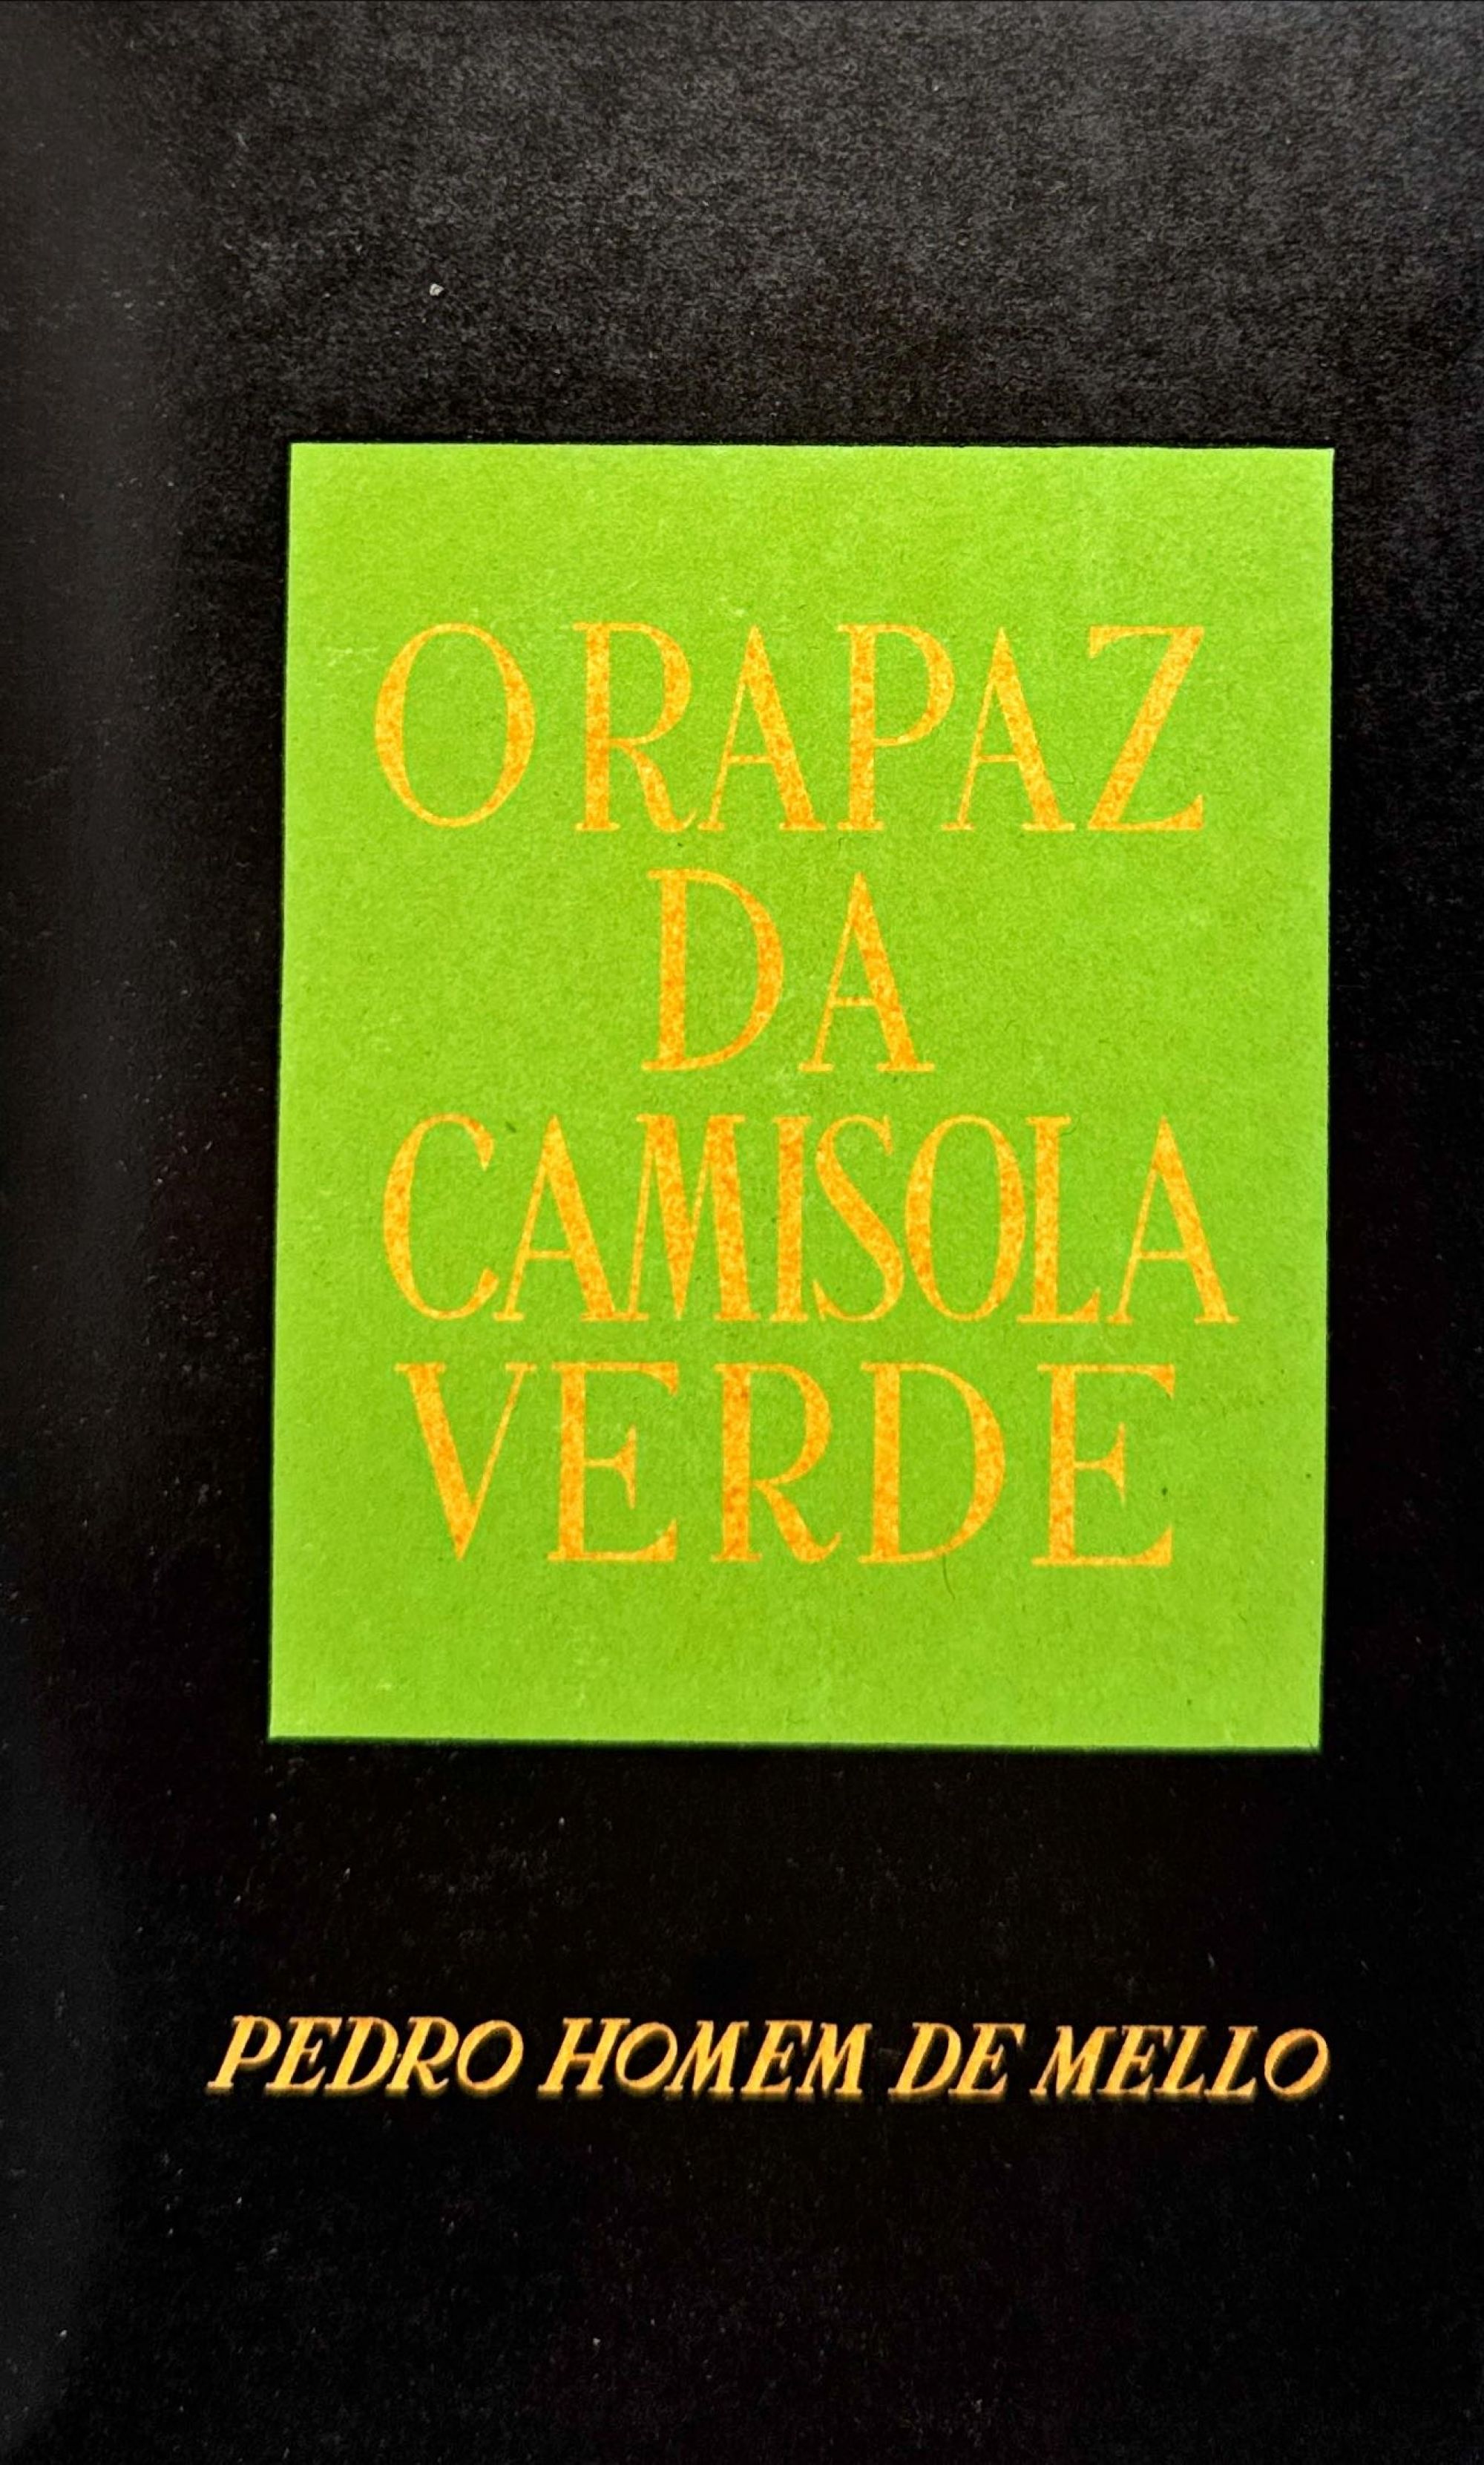 O RAPAZ
DA
CAMISOLA
VERDE
PEDRO HOMEM DE MELLO